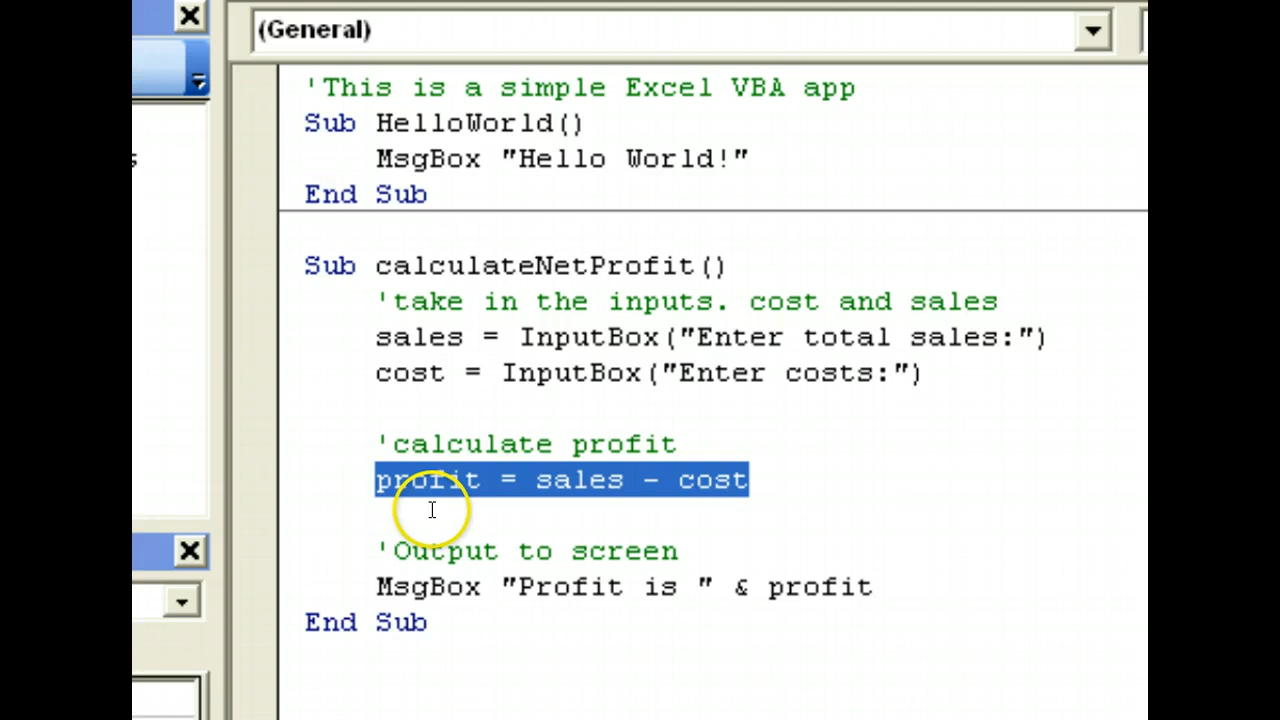 (General)
'This is a simple Excel VBA app
Sub HelloWorld()
MsgBox "Hello World!"
End Sub
Sub calculateNetProfit()
'take in the inputs. cost and sales
sales = InputBox("Enter total sales:")
cost = InputBox("Enter costs:")
'calculate profit
profit = sales - cost
'Output to screen
MsgBox "Profit is " & profit
End Sub